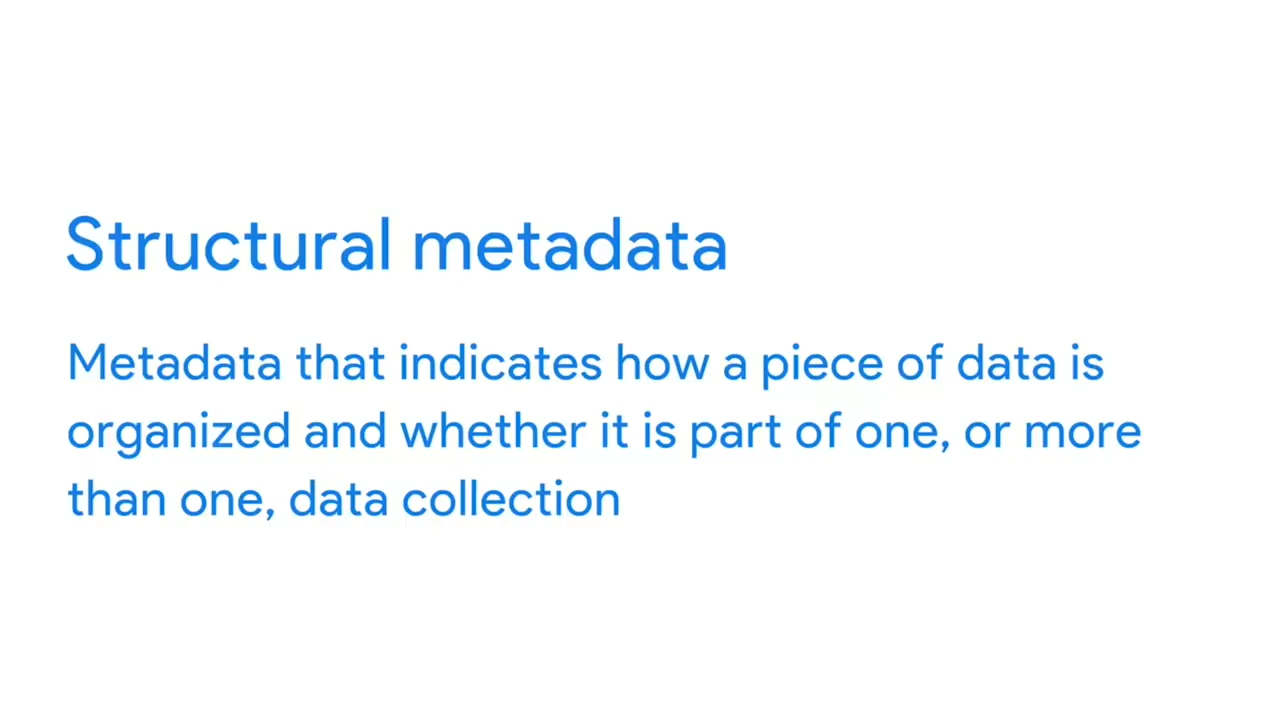 Structural metadata
Metadata that indicates how a piece of data is
organized and whether it is part of one, or more
than one, data collection